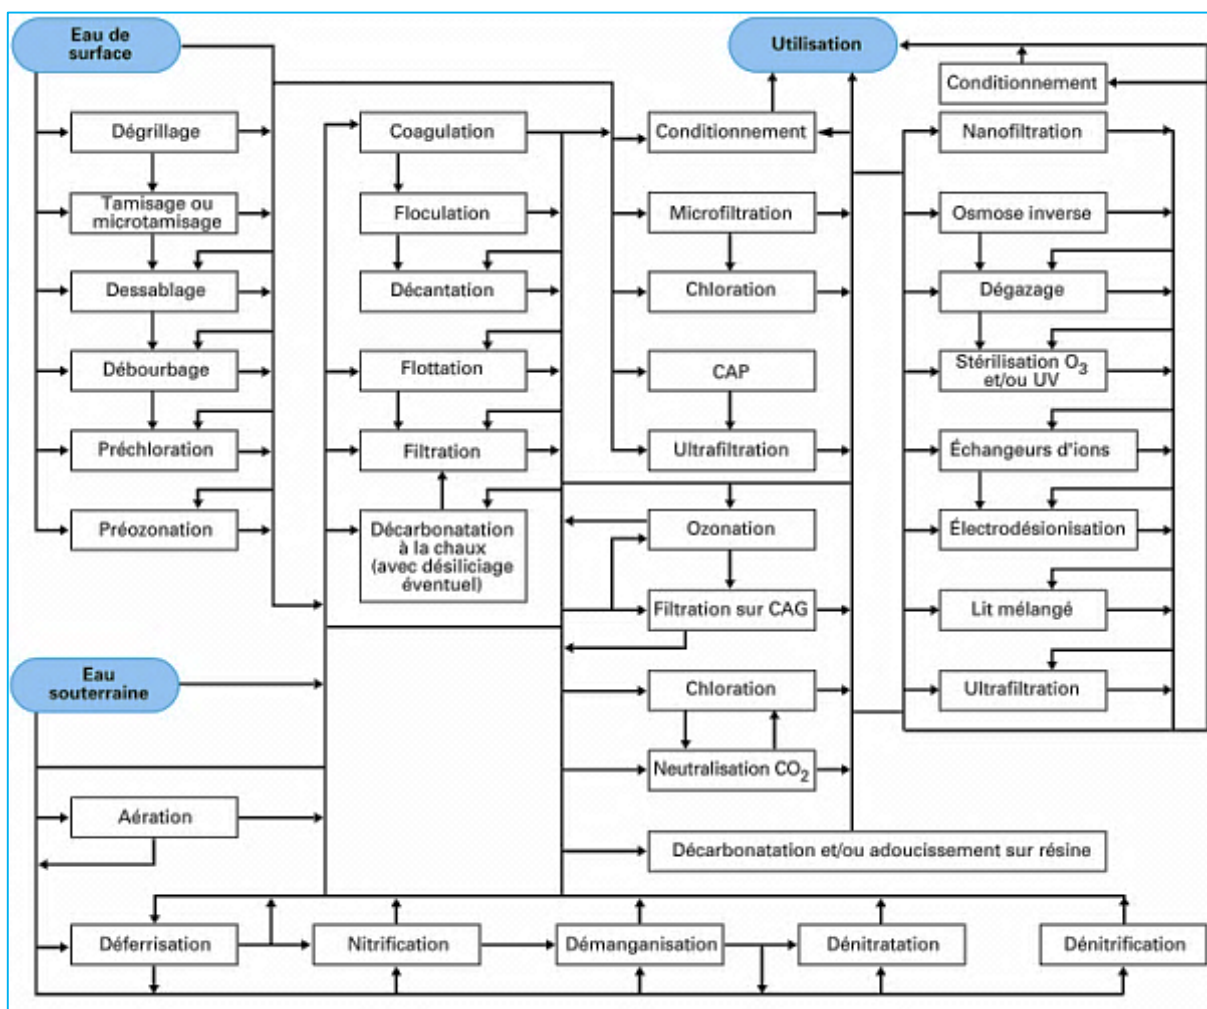 Eau de
surface
Dégrillage
Tamisage ou
microtamisage
Dessablage
Débourbage
Préchloration
Préozonation
Eau
souterraine
Aération
Coagulation
Floculation
Décantation
Flottation
Filtration
Décarbonatation
à la chaux
(avec désiliciage
éventuel)
Utilisation
Conditionnement
Microfiltration
Chloration
CAP
Ultrafiltration
Ozonation
Filtration sur CAG
Chloration
Neutralisation CO2
Décarbonatation et/ou adoucissement sur résine
Conditionnement
Nanofiltration
Osmose inverse
Dégazage
Stérilisation O3
et/ou UV
Échangeurs d'ions
Électrodésionisation
Lit mélangé
Ultrafiltration
Déferrisation
Nitrification
Démanganisation
Dénitratation
Dénitrification